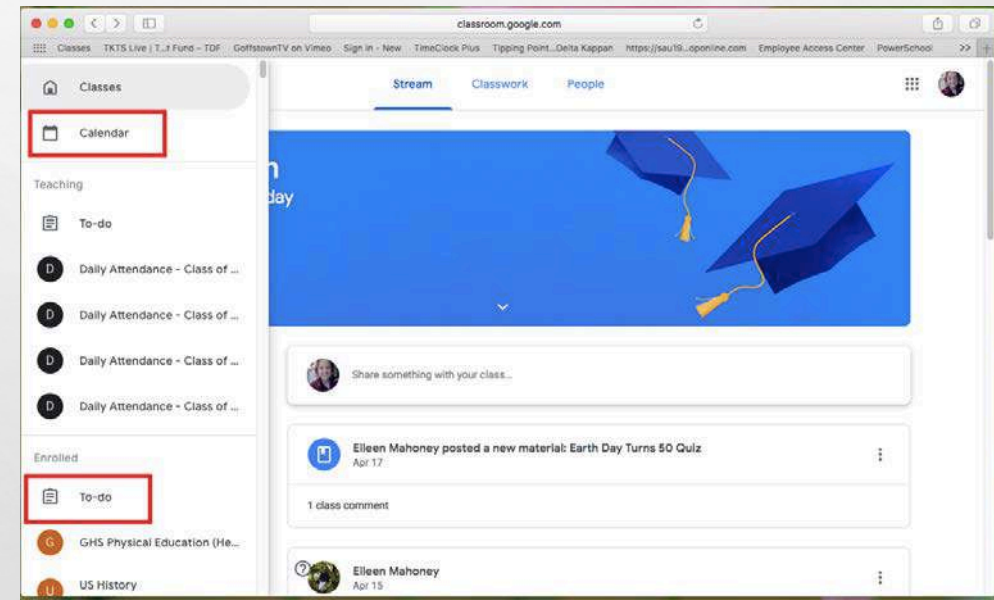 classroom.google.com
Classes TKTS Live | T...t Fund – TDF GoffstownTV on Vimeo Sign In - New TimeClock Plus Tipping Point...Delta Kappan https://sau19...oponline.com Employee Access Center PowerSchool >> +
Classes
Stream Classwork People
Calendar
n
day
Teaching
To-do
D Daily Attendance - Class of ...
D Daily Attendance - Class of ...
D Daily Attendance - Class of ...
D Daily Attendance - Class of ...
Share something with your class...
Enrolled
Eileen Mahoney posted a new material: Earth Day Turns 50 Quiz
Apr 17
To-do
1 class comment
G GHS Physical Education (He...
U US History
? Eileen Mahoney
Apr 15